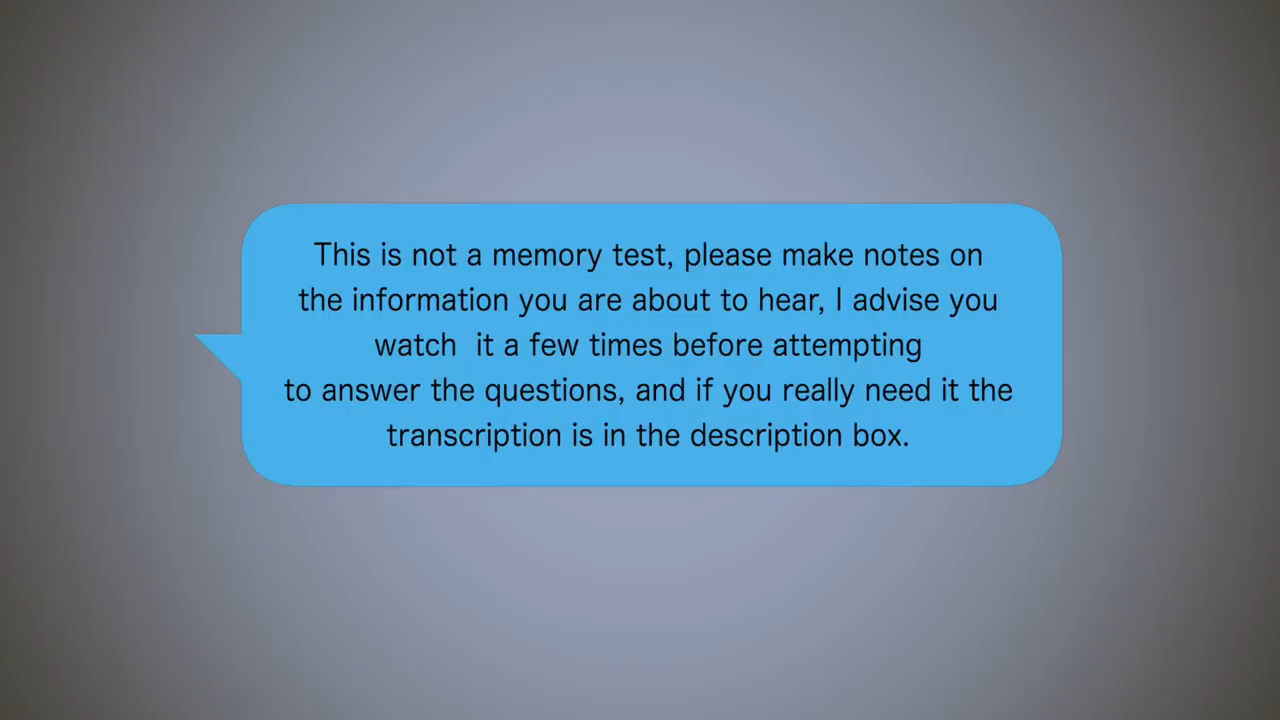 This is not a memory test, please make notes on
the information you are about to hear, I advise you
watch  it a few times before attempting
to answer the questions, and if you really need it the
transcription is in the description box.